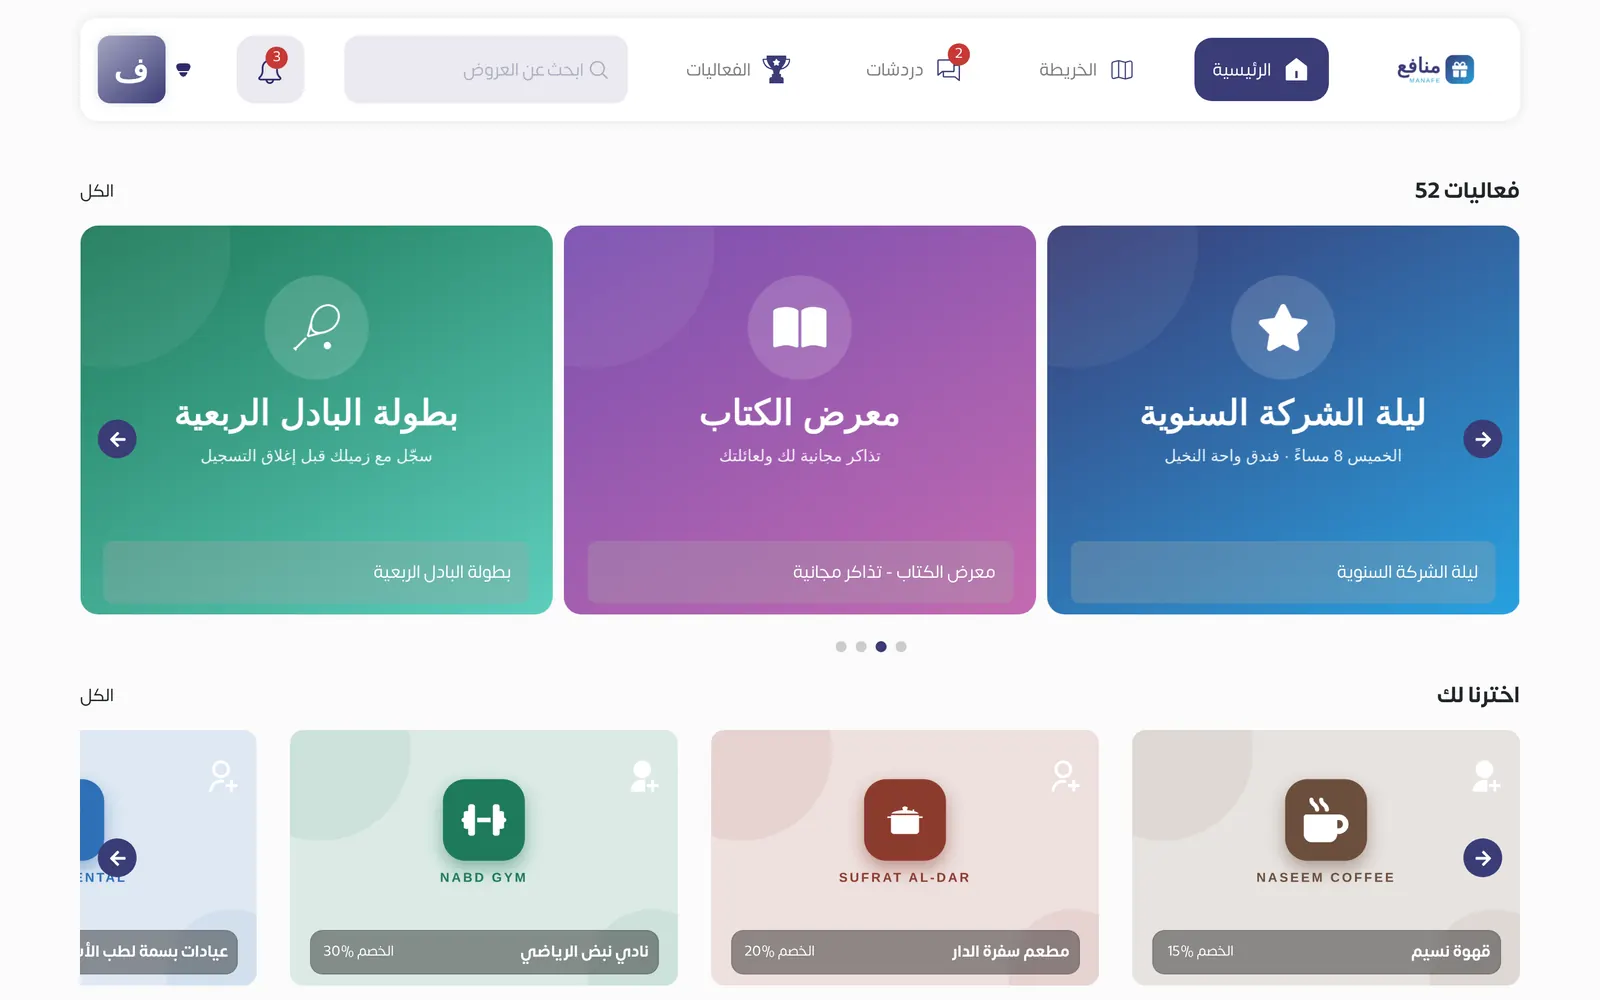 منافع
MANAFE
الرئيسية
الخريطة
دردشات
2
الفعاليات
ابحث عن العروض
3
ف
فعاليات 52
الكل
ليلة الشركة السنوية
الخميس 8 مساءً · فندق واحة النخيل
ليلة الشركة السنوية
معرض الكتاب
تذاكر مجانية لك ولعائلتك
معرض الكتاب - تذاكر مجانية
بطولة البادل الربعية
سجّل مع زميلك قبل إغلاق التسجيل
بطولة البادل الربعية
اخترنا لك
الكل
NASEEM COFFEE
قهوة نسيم
الخصم 15%
SUFRAT AL-DAR
مطعم سفرة الدار
الخصم 20%
NABD GYM
نادي نبض الرياضي
الخصم 30%
ENTAL
عيادات بسمة لطب الأس